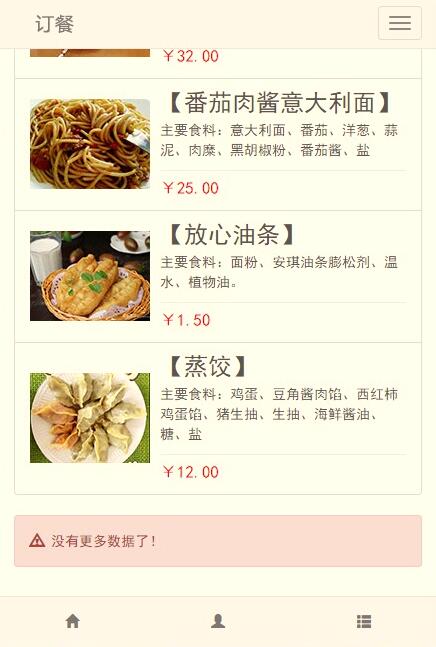 订餐
￥32.00
【番茄肉酱意大利面】
主要食料：意大利面、番茄、洋葱、蒜
泥、肉糜、黑胡椒粉、番茄酱、盐
￥25.00
【放心油条】
主要食料：面粉、安琪油条膨松剂、温
水、植物油。
￥1.50
【蒸饺】
主要食料：鸡蛋、豆角酱肉馅、西红柿
鸡蛋馅、猪生抽、生抽、海鲜酱油、
糖、盐
￥12.00
没有更多数据了！